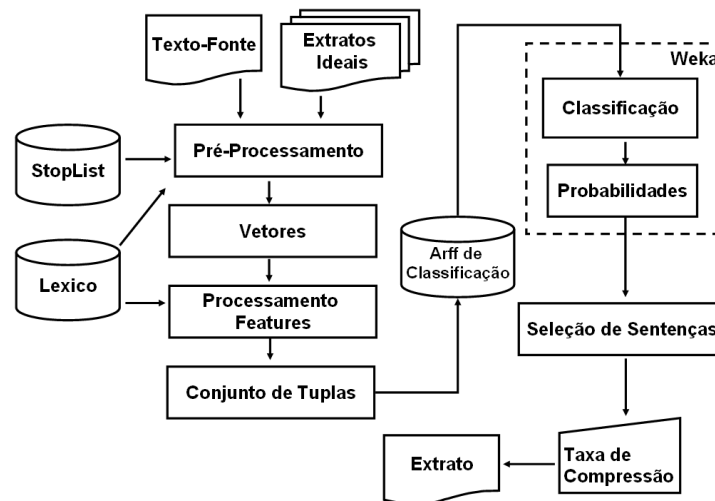 Texto-Fonte
Extratos
Ideais
Weka
Classificação
StopList
Pré-Processamento
Probabilidades
Vetores
Arff de
Classificação
Lexico
Processamento
Features
Seleção de Sentenças
Conjunto de Tuplas
Extrato
Taxa de
Compressão